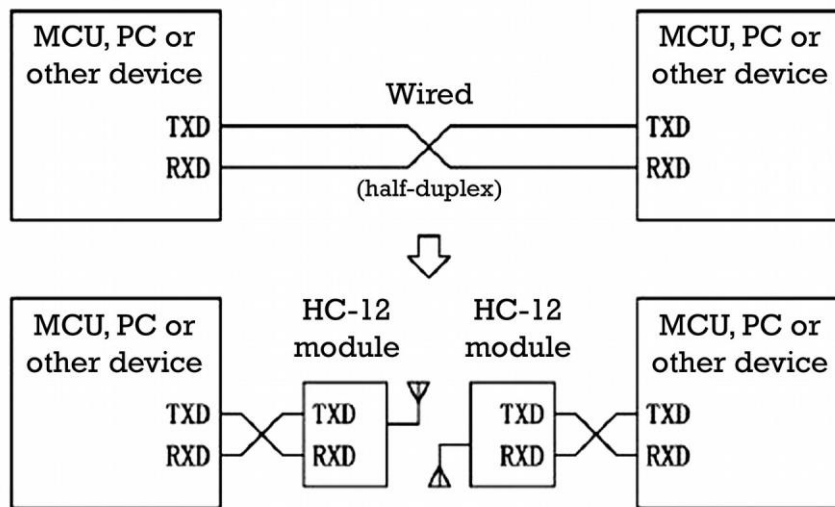 MCU, PC or
other device
TXD
RXD
Wired
(half-duplex)
MCU, PC or
other device
TXD
RXD
MCU, PC or
other device
TXD
RXD
HC-12
module
TXD
RXD
HC-12
module
TXD
RXD
MCU, PC or
other device
TXD
RXD